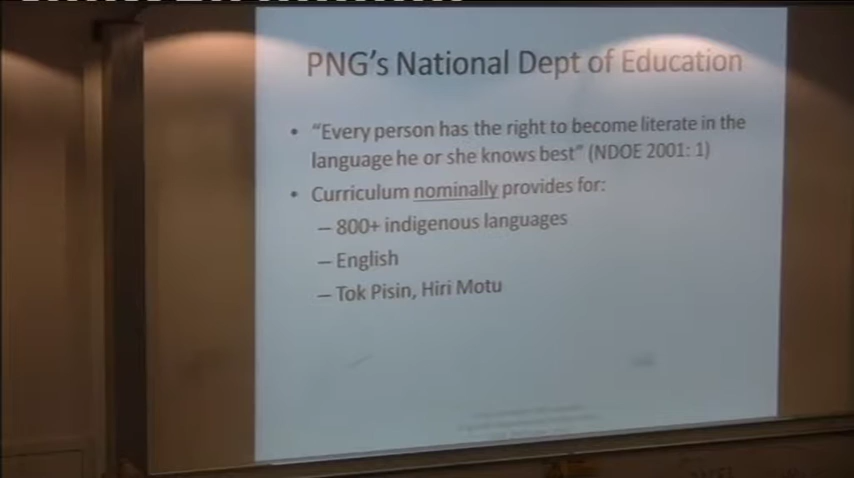 PNG's National Dept of Education
• "Every person has the right to become literate in the
language he or she knows best" (NDOE 2001: 1)
• Curriculum nominally provides for:
– 800+ indigenous languages
– English
– Tok Pisin, Hiri Motu